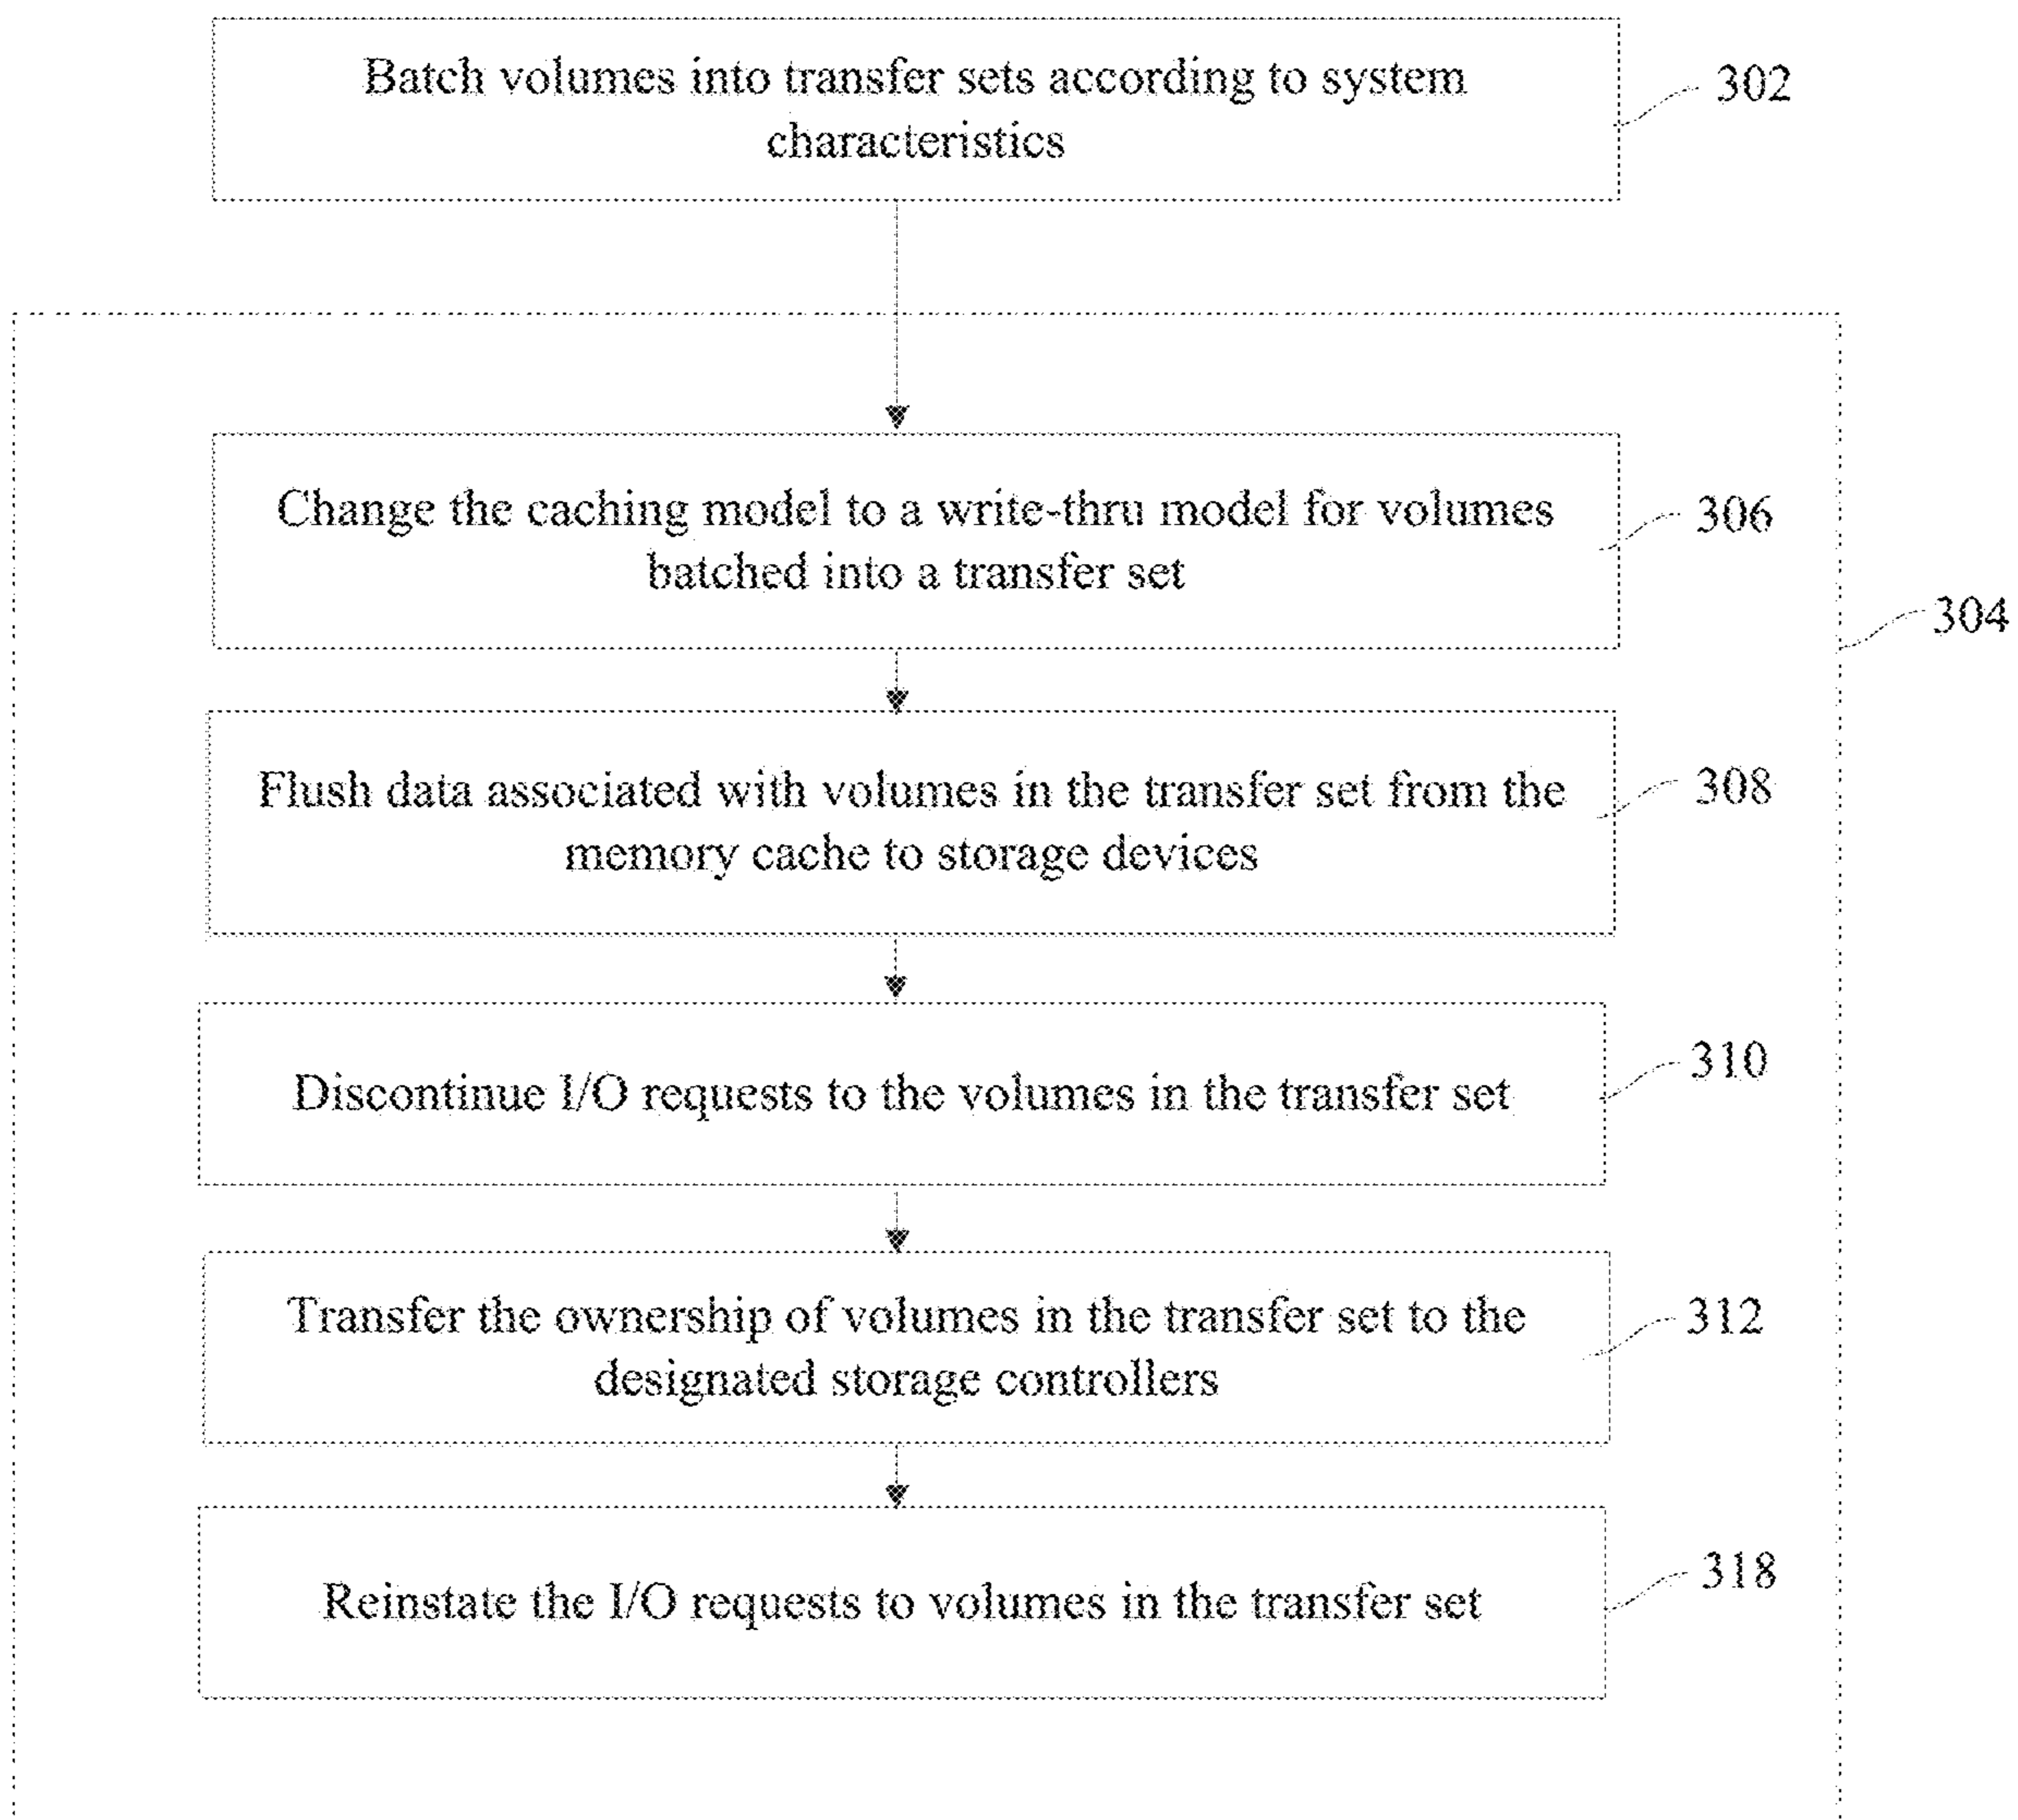 Batch volumes into transfer sets according to system
characteristics
302
Change the caching model to a write-thru model for volumes
batched into a transfer set
306
304
Flush data associated with volumes in the transfer set from the
memory cache to storage devices
308
Discontinue I/O requests to the volumes in the transfer set
310
Transfer the ownership of volumes in the transfer set to the
designated storage controllers
312
Reinstate the I/O requests to volumes in the transfer set
318